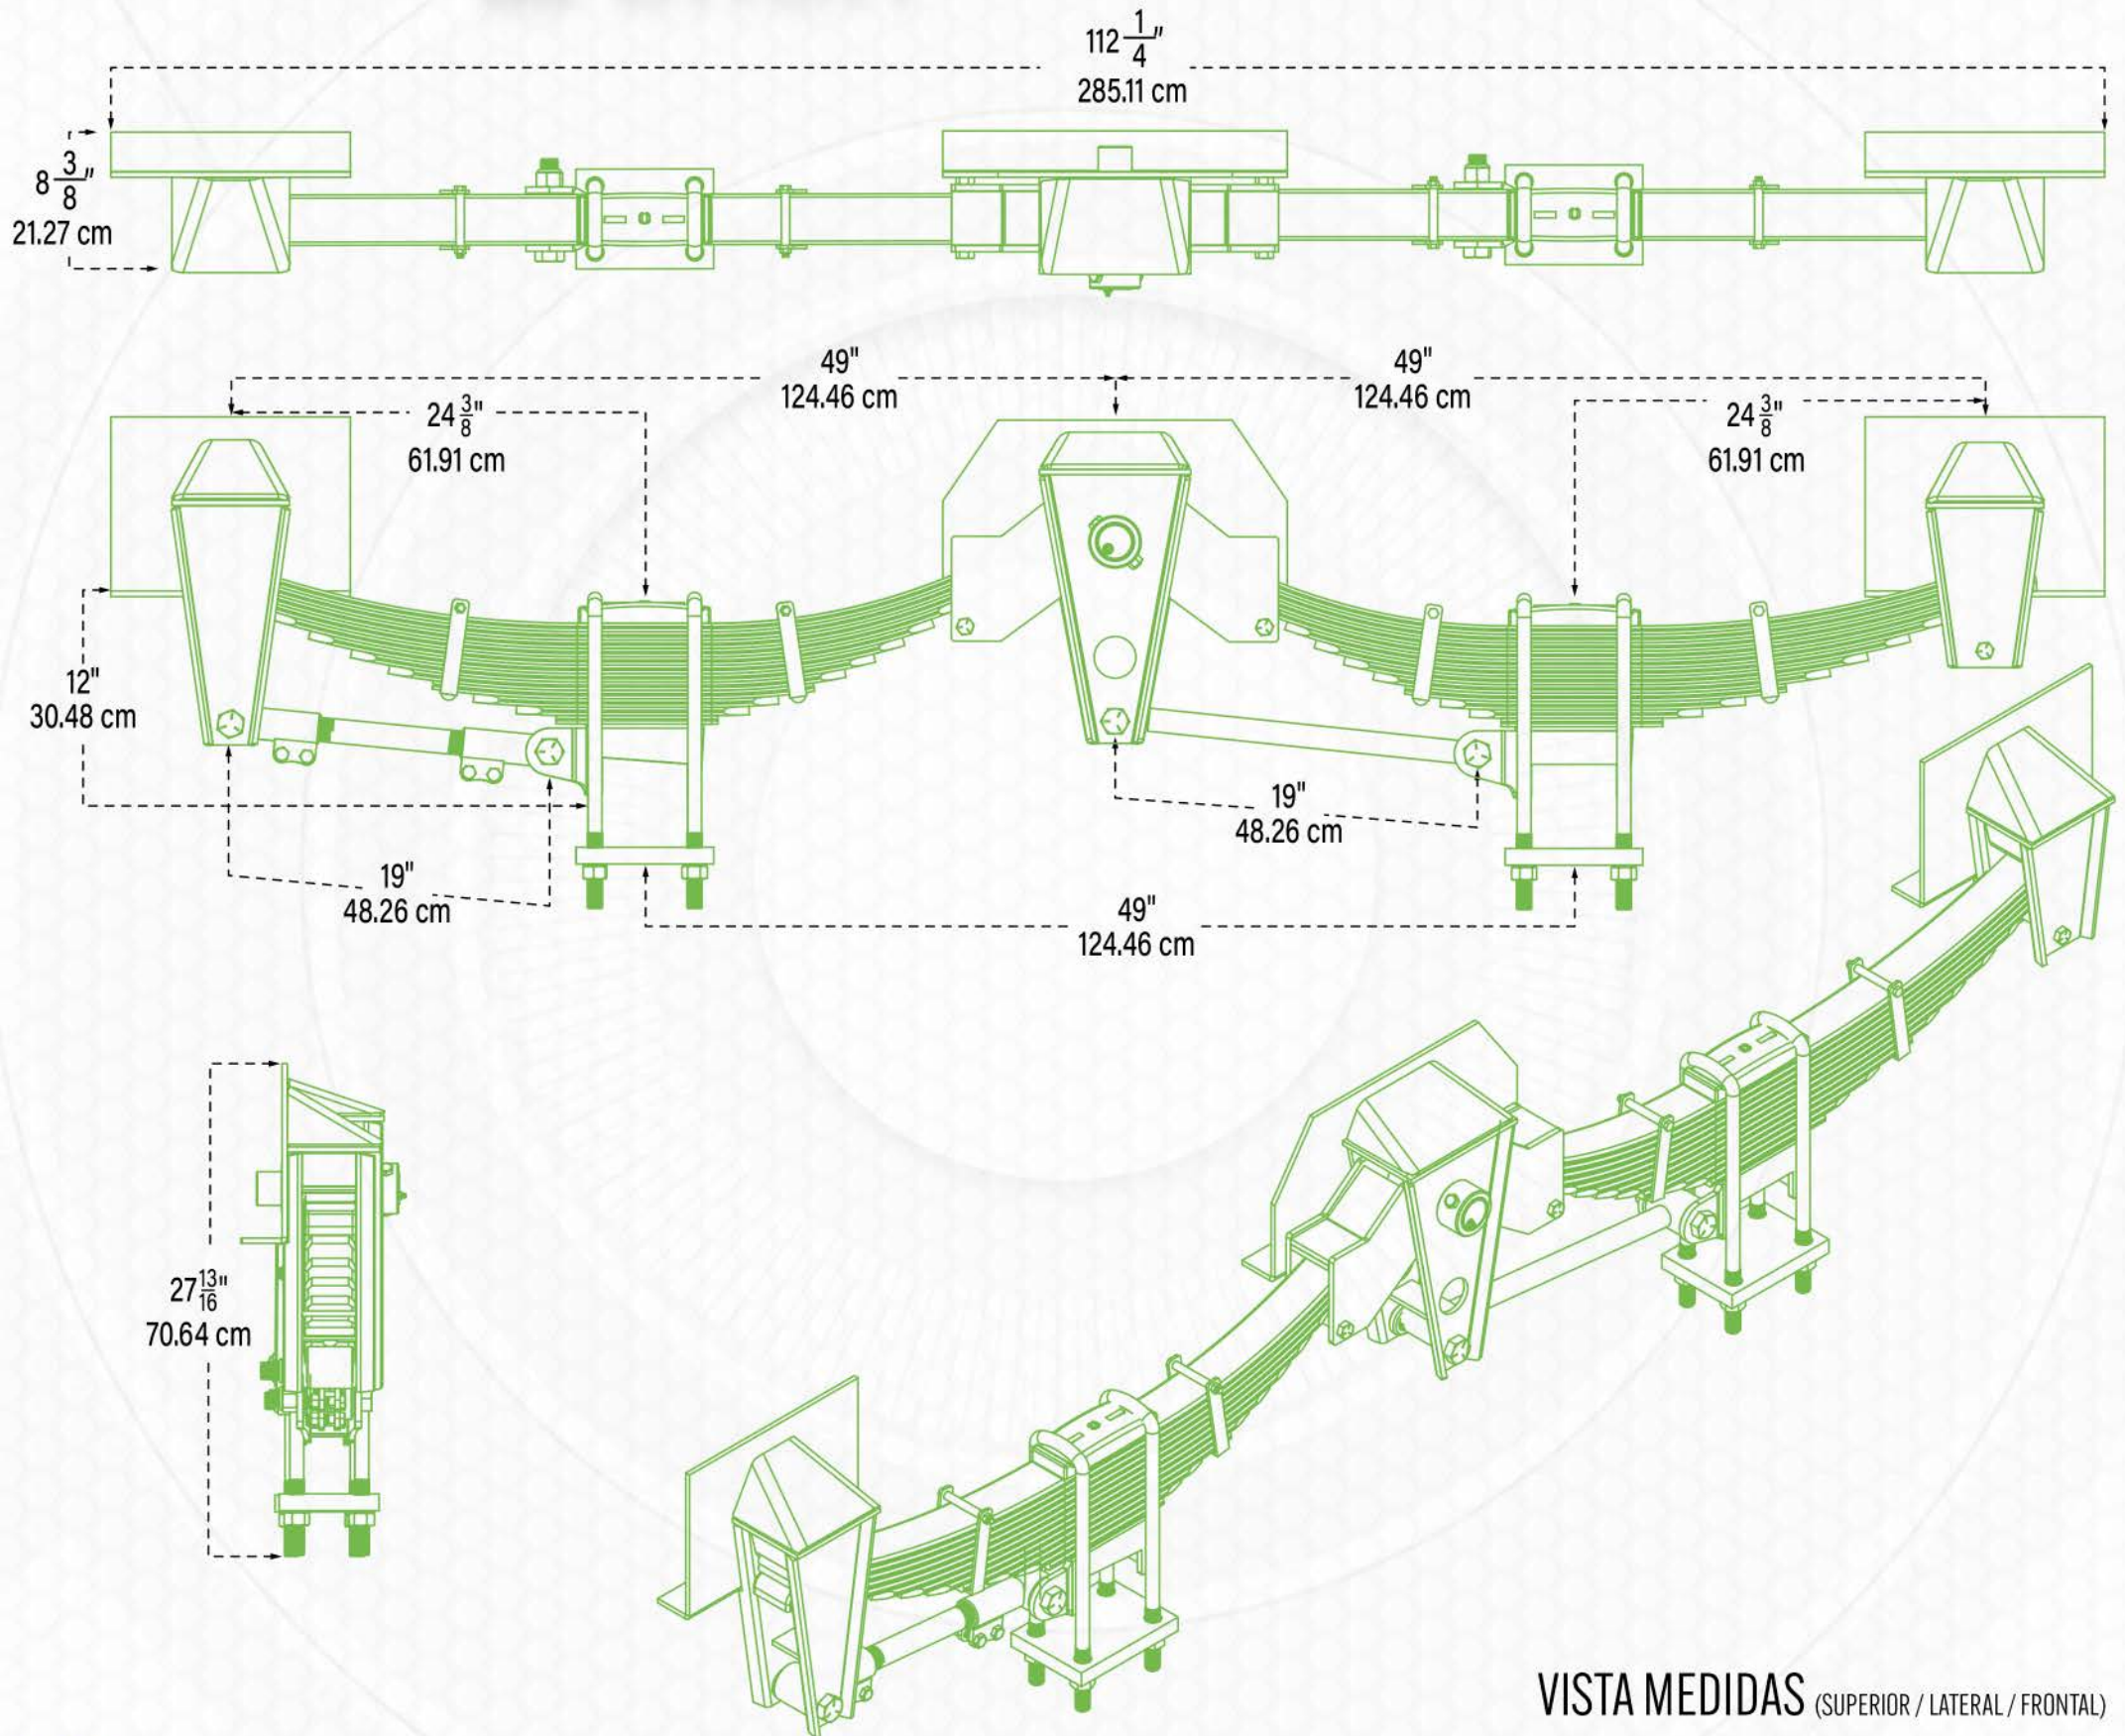 112 1/4"
285.11 cm
8 3/8"
21.27 cm
49"
124.46 cm
49"
124.46 cm
24 3/8"
61.91 cm
24 3/8"
61.91 cm
12"
30.48 cm
19"
48.26 cm
19"
48.26 cm
49"
124.46 cm
27 13/16"
70.64 cm
VISTA MEDIDAS (SUPERIOR / LATERAL / FRONTAL)